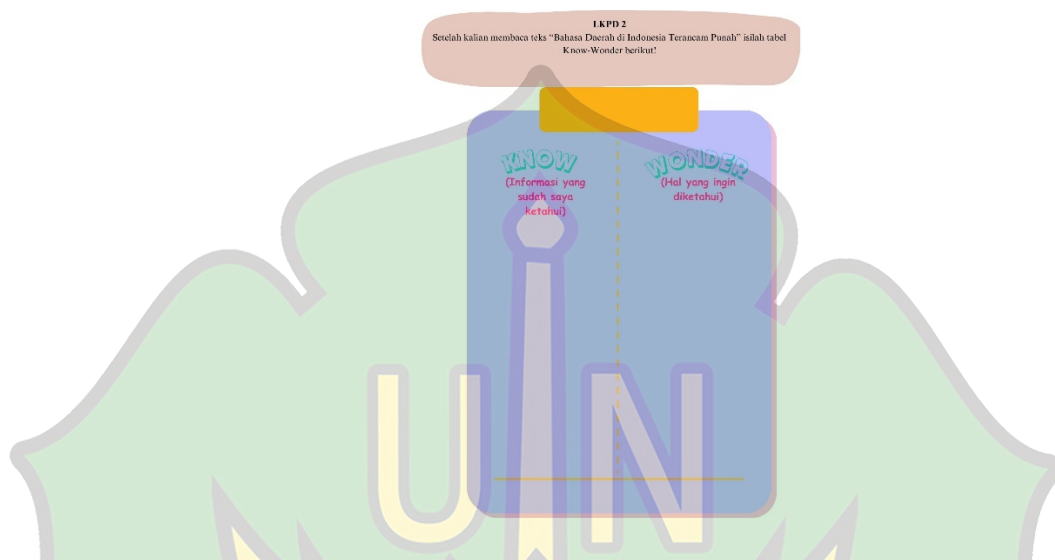 LKPD 2
Setelah kalian membaca teks “Bahasa Daerah di Indonesia Terancam Punah” isilah tabel
Know-Wonder berikut!
KNOW
(Informasi yang
sudah saya
ketahui)
WONDER
(Hal yang ingin
diketahui)
UIN